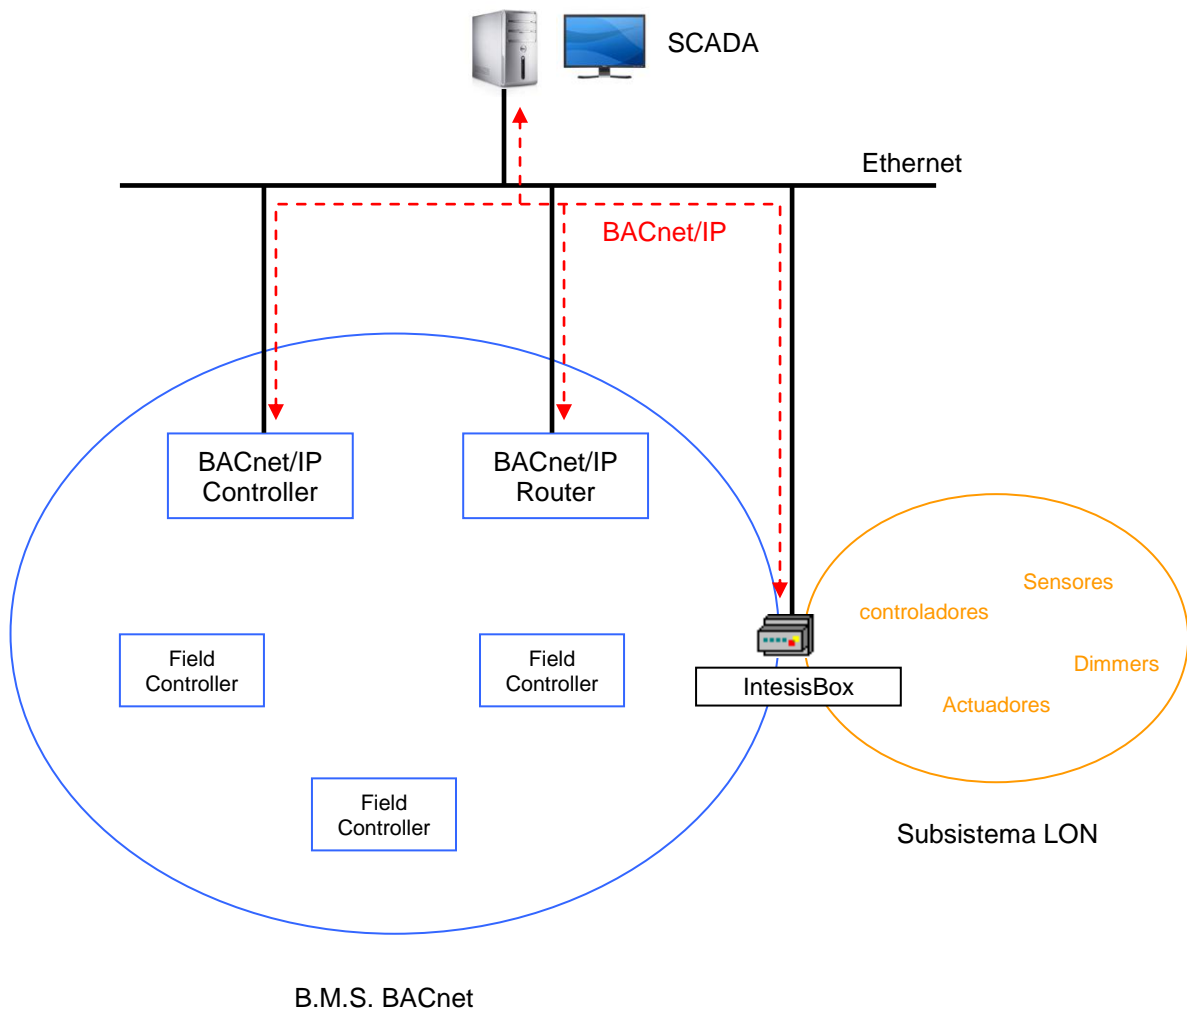 SCADA
Ethernet
BACnet/IP
BACnet/IP
Controller
BACnet/IP
Router
Sensores
controladores
Field
Controller
Field
Controller
Dimmers
IntesisBox
Actuadores
Field
Controller
Subsistema LON
B.M.S. BACnet